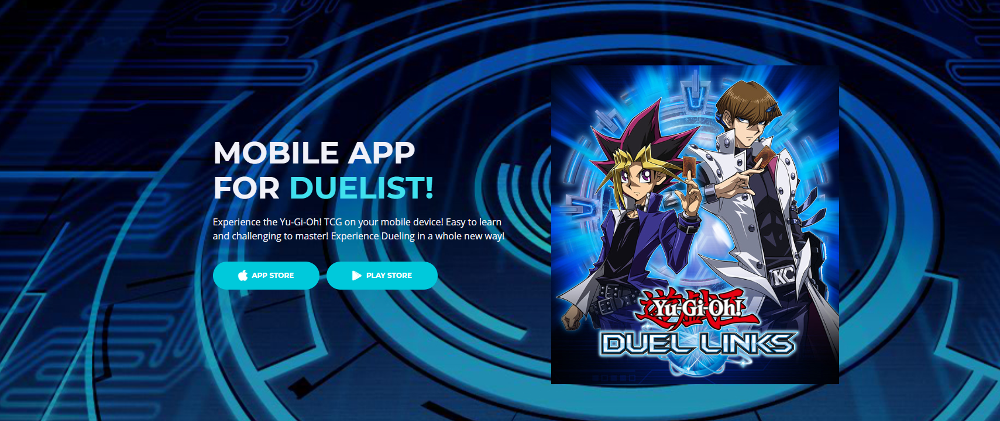 MOBILE APP
FOR DUELIST!
Experience the Yu-Gi-Oh! TCG on your mobile device! Easy to learn
and challenging to master! Experience Dueling in a whole new way!
APP STORE
PLAY STORE
KC
遊戯王
Yu-Gi-Oh!
DUEL LINKS